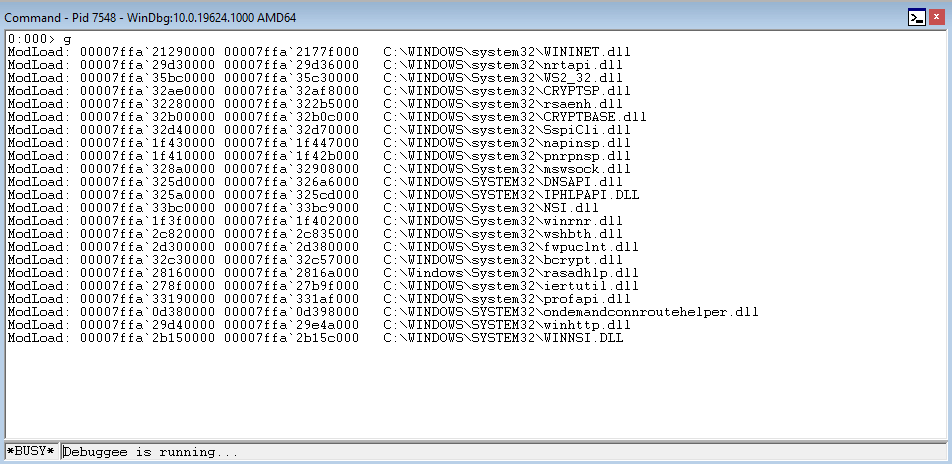 Command - Pid 7548 - WinDbg:10.0.19624.1000 AMD64
0:000> g
ModLoad: 00007ffa`21290000 00007ffa`2177f000   C:\WINDOWS\system32\WININET.dll
ModLoad: 00007ffa`29d30000 00007ffa`29d36000   C:\WINDOWS\system32\nrtapi.dll
ModLoad: 00007ffa`35bc0000 00007ffa`35c30000   C:\WINDOWS\System32\WS2_32.dll
ModLoad: 00007ffa`32ae0000 00007ffa`32af8000   C:\WINDOWS\System32\CRYPTSP.dll
ModLoad: 00007ffa`32280000 00007ffa`322b5000   C:\WINDOWS\system32\rsaenh.dll
ModLoad: 00007ffa`32b00000 00007ffa`32b0c000   C:\WINDOWS\System32\CRYPTBASE.dll
ModLoad: 00007ffa`32d40000 00007ffa`32d70000   C:\WINDOWS\System32\SspiCli.dll
ModLoad: 00007ffa`1f430000 00007ffa`1f447000   C:\WINDOWS\system32\napinsp.dll
ModLoad: 00007ffa`1f410000 00007ffa`1f42b000   C:\WINDOWS\system32\pnrpnsp.dll
ModLoad: 00007ffa`328a0000 00007ffa`32908000   C:\WINDOWS\System32\mswsock.dll
ModLoad: 00007ffa`325d0000 00007ffa`326a6000   C:\WINDOWS\SYSTEM32\DNSAPI.dll
ModLoad: 00007ffa`325a0000 00007ffa`325cd000   C:\WINDOWS\SYSTEM32\IPHLPAPI.DLL
ModLoad: 00007ffa`33bc0000 00007ffa`33bc9000   C:\WINDOWS\System32\NSI.dll
ModLoad: 00007ffa`1f3f0000 00007ffa`1f402000   C:\WINDOWS\System32\winrnr.dll
ModLoad: 00007ffa`2c820000 00007ffa`2c835000   C:\WINDOWS\system32\wshbth.dll
ModLoad: 00007ffa`2d300000 00007ffa`2d380000   C:\WINDOWS\System32\fwpuclnt.dll
ModLoad: 00007ffa`32c30000 00007ffa`32c57000   C:\WINDOWS\System32\bcrypt.dll
ModLoad: 00007ffa`28160000 00007ffa`2816a000   C:\Windows\System32\rasadhlp.dll
ModLoad: 00007ffa`278f0000 00007ffa`27b9f000   C:\WINDOWS\System32\iertutil.dll
ModLoad: 00007ffa`33190000 00007ffa`331af000   C:\WINDOWS\SYSTEM32\profapi.dll
ModLoad: 00007ffa`0d380000 00007ffa`0d398000   C:\WINDOWS\SYSTEM32\ondemandconnroutehelper.dll
ModLoad: 00007ffa`29d40000 00007ffa`29e4a000   C:\WINDOWS\SYSTEM32\winhttp.dll
ModLoad: 00007ffa`2b150000 00007ffa`2b15c000   C:\WINDOWS\SYSTEM32\WINNSI.DLL
*BUSY* Debuggee is running...